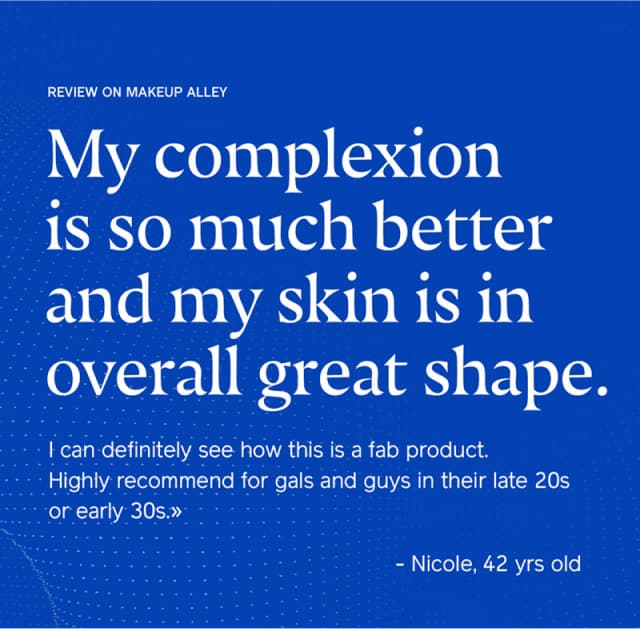 REVIEW ON MAKEUP ALLEY
My complexion
is so much better
and my skin is in
overall great shape.
I can definitely see how this is a fab product.
Highly recommend for gals and guys in their late 20s
or early 30s.»
- Nicole, 42 yrs old